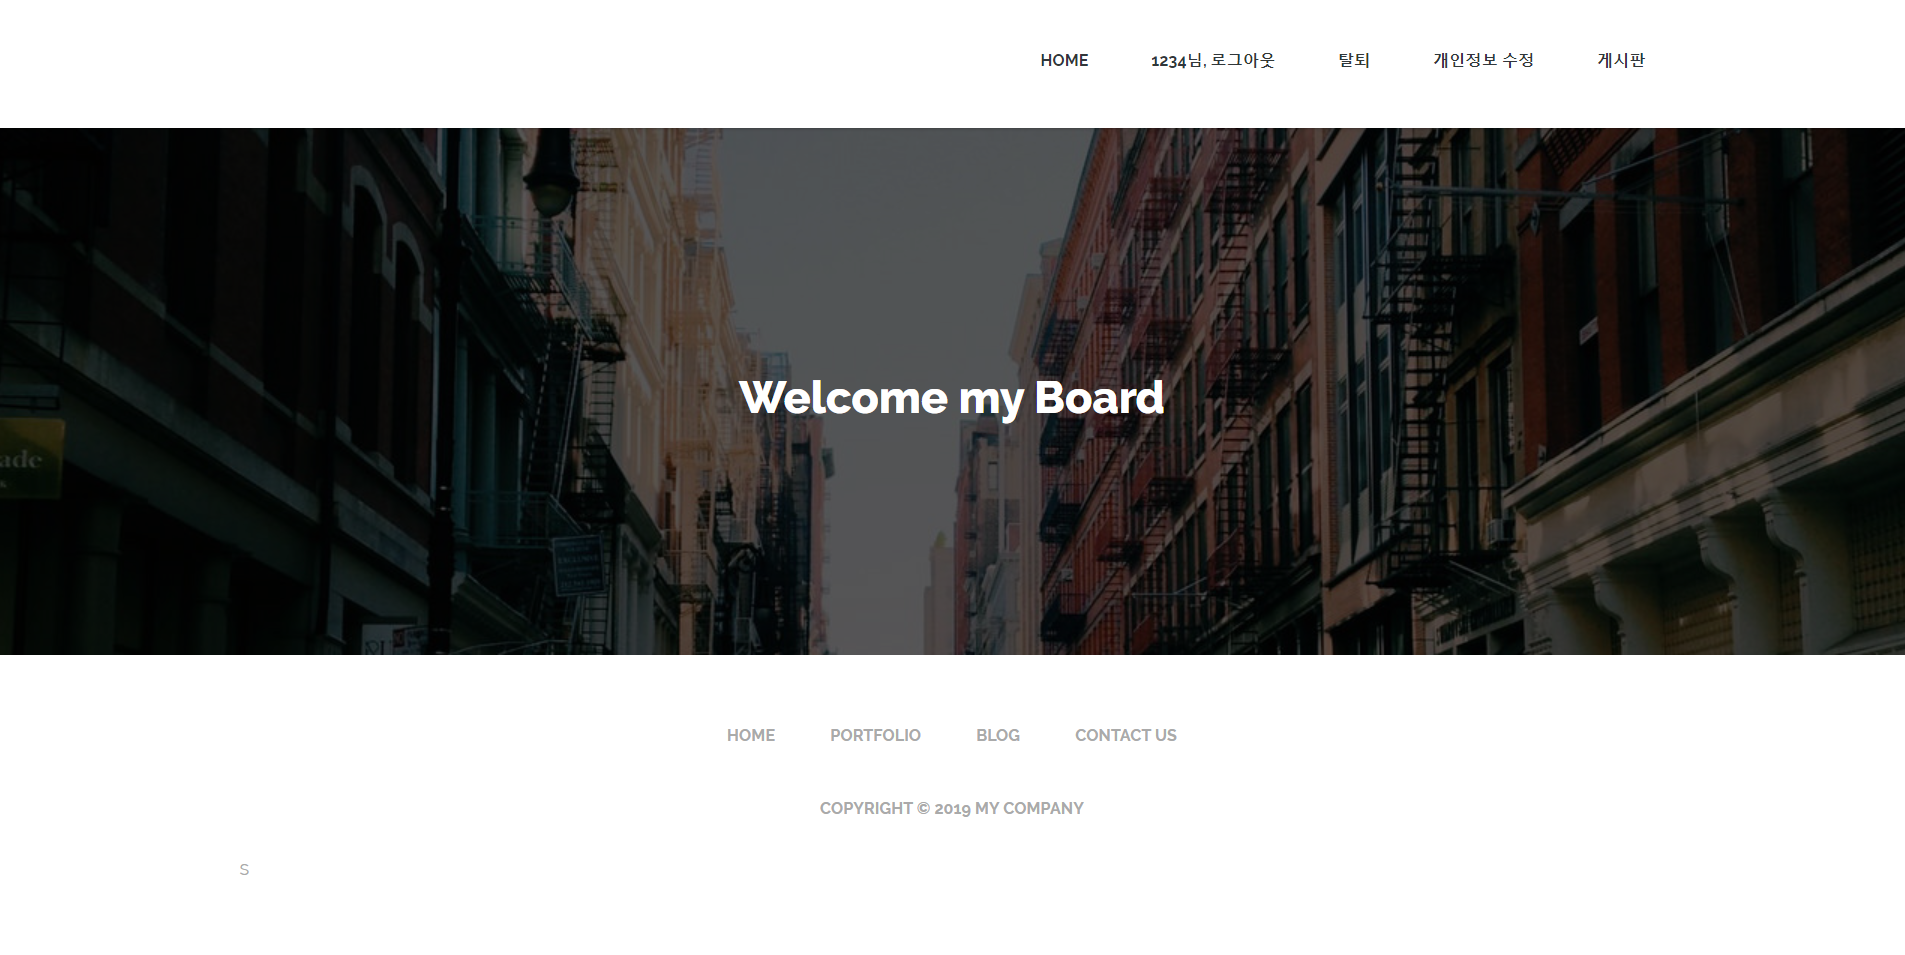 HOME 1234님, 로그아웃 탈퇴 개인정보 수정 게시판
ade
Welcome my Board
HOME PORTFOLIO BLOG CONTACT US
COPYRIGHT © 2019 MY COMPANY
S